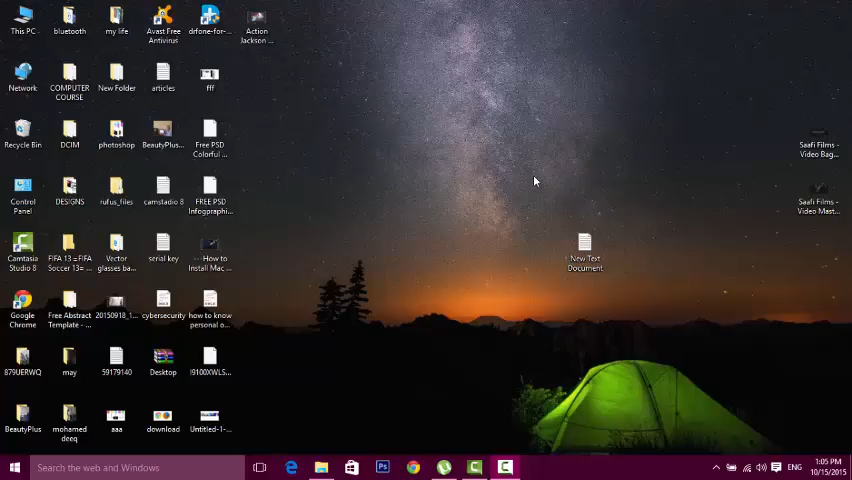 This PC
bluetooth
my life
Avast Free
Antivirus
drfone-for-...
Action
Jackson ...
Network
COMPUTER
COURSE
New Folder
articles
fff
Recycle Bin
DCIM
photoshop
BeautyPlus...
Free PSD
Colorful ...
Saafi Films -
Video Bag...
Control
Panel
DESIGNS
rufus_files
camstadio 8
FREE PSD
Infographi...
Saafi Films -
Video Mast...
Camtasia
Studio 8
FIFA 13 =FIFA
Soccer 13= ...
Vector
glasses ba...
serial key
---How to
Install Mac ...
New Text
Document
Google
Chrome
Free Abstract
Template - ...
20150918_1...
cybersecurity
how to know
personal o...
879UERWQ
may
59179140
Desktop
I9100XWLS...
BeautyPlus
mohamed
deeq
aaa
download
Untitled-1-...
Search the web and Windows
ENG
1:05 PM
10/15/2015